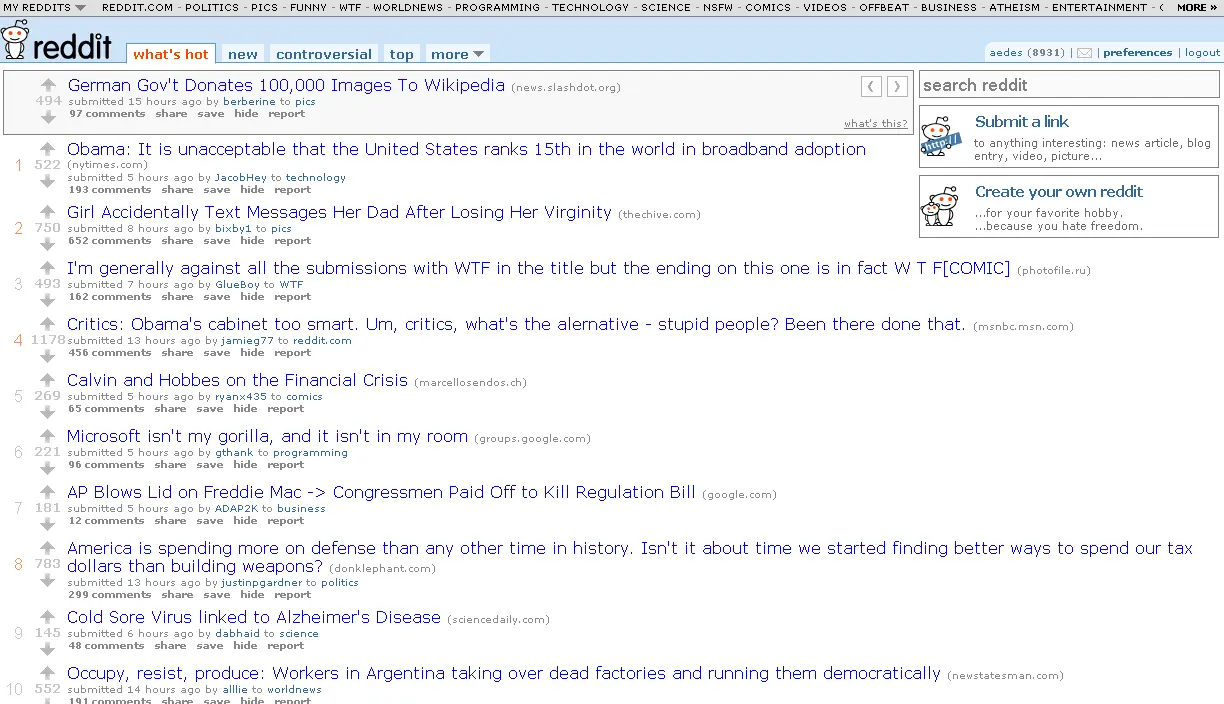 MY REDDITS REDDIT.COM - POLITICS - PICS - FUNNY - WTF - WORLDNEWS - PROGRAMMING - TECHNOLOGY - SCIENCE - NSFW - COMICS - VIDEOS - OFFBEAT - BUSINESS - ATHEISM - ENTERTAINMENT - MORE »
reddit what's hot new controversial top more aedes (8931) | | preferences | logout
German Gov't Donates 100,000 Images To Wikipedia (news.slashdot.org)
494 submitted 15 hours ago by berberine to pics
97 comments share save hide report
what's this?
search reddit
Submit a link
to anything interesting: news article, blog
entry, video, picture...
Create your own reddit
...for your favorite hobby.
...because you hate freedom.
Obama: It is unacceptable that the United States ranks 15th in the world in broadband adoption
1 522 (nytimes.com)
submitted 5 hours ago by JacobHey to technology
193 comments share save hide report
Girl Accidentally Text Messages Her Dad After Losing Her Virginity (thechive.com)
2 750 submitted 8 hours ago by bixby1 to pics
652 comments share save hide report
I'm generally against all the submissions with WTF in the title but the ending on this one is in fact W T F[COMIC] (photofile.ru)
3 493 submitted 7 hours ago by GlueBoy to WTF
162 comments share save hide report
Critics: Obama's cabinet too smart. Um, critics, what's the alernative - stupid people? Been there done that. (msnbc.msn.com)
4 1178 submitted 13 hours ago by jamieg77 to reddit.com
456 comments share save hide report
Calvin and Hobbes on the Financial Crisis (marcellosendos.ch)
5 269 submitted 5 hours ago by ryanx435 to comics
65 comments share save hide report
Microsoft isn't my gorilla, and it isn't in my room (groups.google.com)
6 221 submitted 5 hours ago by gthank to programming
96 comments share save hide report
AP Blows Lid on Freddie Mac -> Congressmen Paid Off to Kill Regulation Bill (google.com)
7 181 submitted 5 hours ago by ADAP2K to business
12 comments share save hide report
America is spending more on defense than any other time in history. Isn't it about time we started finding better ways to spend our tax
8 783 dollars than building weapons? (donklephant.com)
submitted 13 hours ago by justinpgardner to politics
299 comments share save hide report
Cold Sore Virus linked to Alzheimer's Disease (sciencedaily.com)
9 145 submitted 6 hours ago by dabhaid to science
48 comments share save hide report
Occupy, resist, produce: Workers in Argentina taking over dead factories and running them democratically (newstatesman.com)
10 552 submitted 14 hours ago by alllie to worldnews
191 comments share save hide report